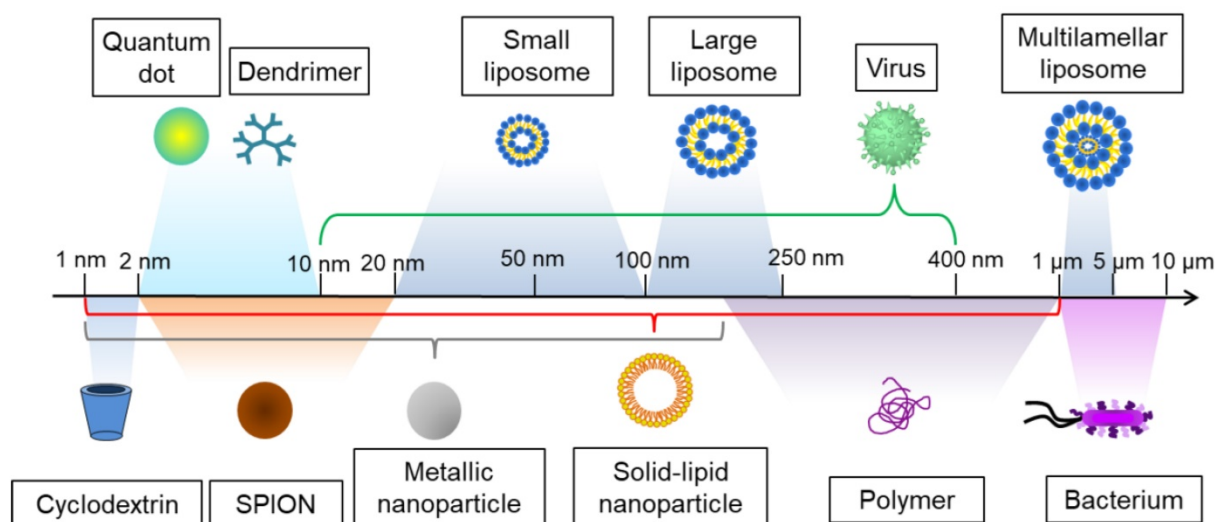 Quantum
dot
Dendrimer
Small
liposome
Large
liposome
Virus
Multilamellar
liposome
1 nm
2 nm
10 nm
20 nm
50 nm
100 nm
250 nm
400 nm
1 μm
5 μm
10 μm
Cyclodextrin
SPION
Metallic
nanoparticle
Solid-lipid
nanoparticle
Polymer
Bacterium